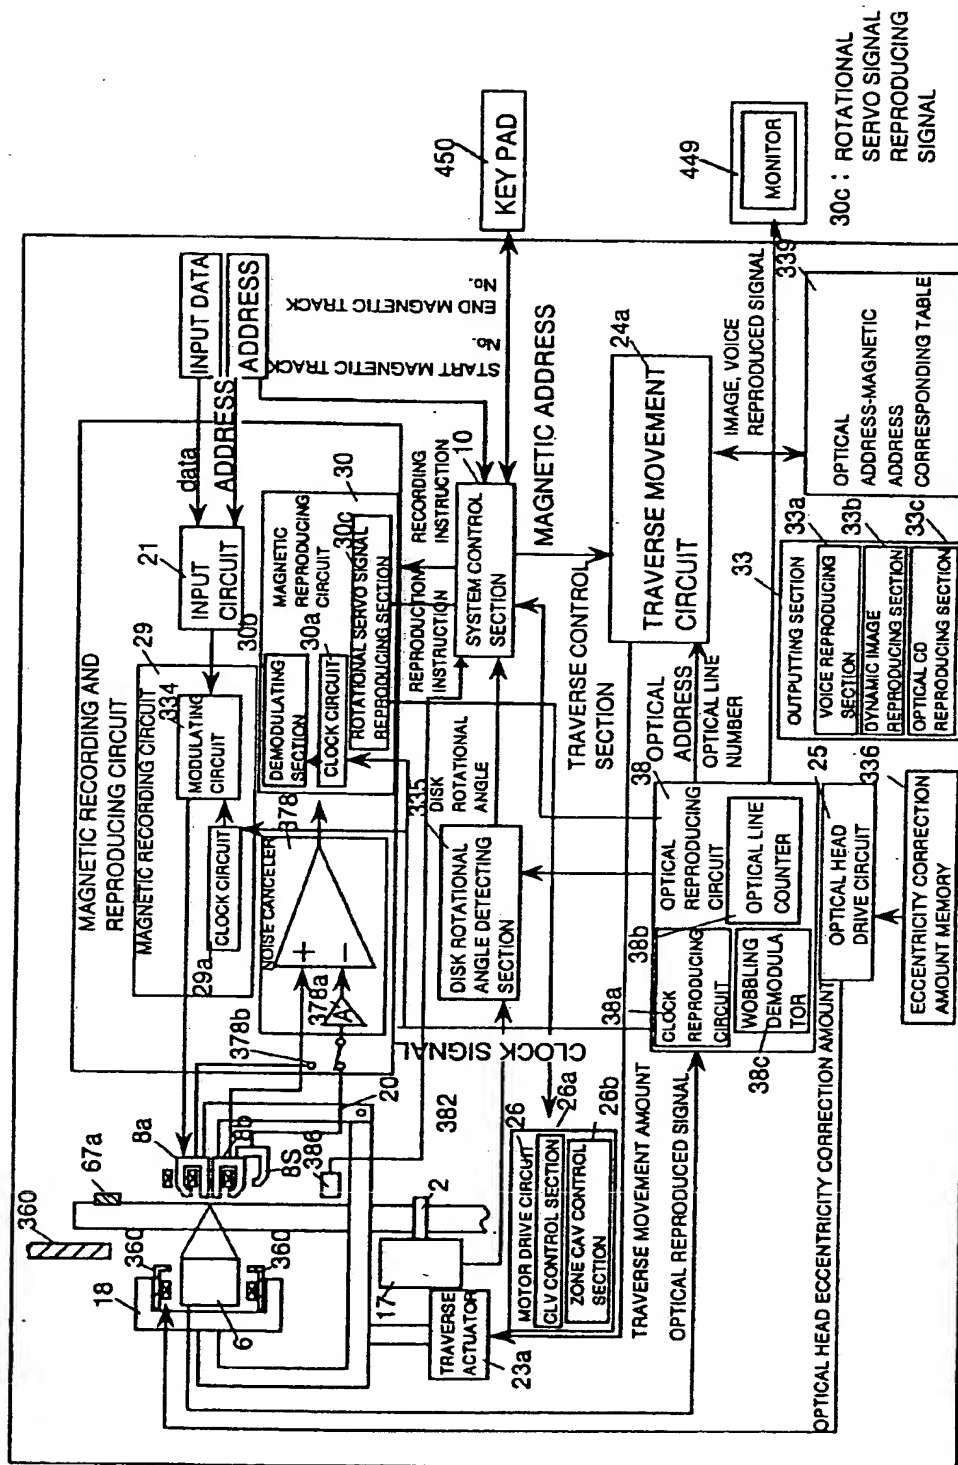 MAGNETIC RECORDING AND
REPRODUCING CIRCUIT
MAGNETIC RECORDING CIRCUIT
29
334
MODULATING
CIRCUIT
CLOCK CIRCUIT
29a
21
INPUT
CIRCUIT
data
ADDRESS
INPUT DATA
ADDRESS
NOISE CANCELER
378
+
−
A
378a
378b
30
MAGNETIC
REPRODUCING
CIRCUIT
30b
DEMODULATING
SECTION
30a
CLOCK CIRCUIT
30c
ROTATIONAL SERVO SIGNAL
REPRODUCING SECTION
START MAGNETIC TRACK
No.
END MAGNETIC TRACK
No.
450
KEY PAD
RECORDING
INSTRUCTION
REPRODUCTION
INSTRUCTION
10
SYSTEM CONTROL
SECTION
MAGNETIC ADDRESS
335
DISK
ROTATIONAL
ANGLE
DISK ROTATIONAL
ANGLE DETECTING
SECTION
CLOCK SIGNAL
360
67a
8a
8b
8S
18
360
360
6
386
20
382
2
17
TRAVERSE
ACTUATOR
23a
26
MOTOR DRIVE CIRCUIT
26a
CLV CONTROL SECTION
26b
ZONE CAV CONTROL
SECTION
TRAVERSE CONTROL
SECTION
24a
TRAVERSE MOVEMENT
CIRCUIT
TRAVERSE MOVEMENT AMOUNT
OPTICAL REPRODUCED SIGNAL
OPTICAL
ADDRESS
OPTICAL LINE
NUMBER
38
OPTICAL
REPRODUCING
CIRCUIT
38a
CLOCK
REPRODUCING
CIRCUIT
38b
OPTICAL LINE
COUNTER
38c
WOBBLING
DEMODULA
TOR
IMAGE, VOICE
REPRODUCED SIGNAL
449
MONITOR
339
OPTICAL
ADDRESS-MAGNETIC
ADDRESS
CORRESPONDING TABLE
33
OUTPUTTING SECTION
33a
VOICE REPRODUCING
SECTION
33b
DYNAMIC IMAGE
REPRODUCING SECTION
33c
OPTICAL CD
REPRODUCING SECTION
25
OPTICAL HEAD
DRIVE CIRCUIT
336
ECCENTRICITY CORRECTION
AMOUNT MEMORY
OPTICAL HEAD ECCENTRICITY CORRECTION AMOUNT
30c : ROTATIONAL
SERVO SIGNAL
REPRODUCING
SIGNAL